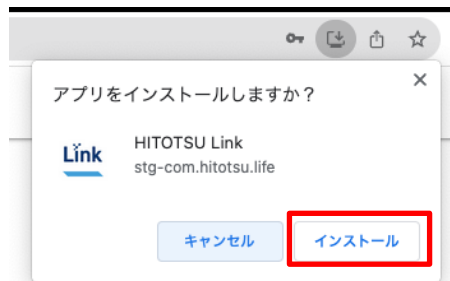 アプリをインストールしますか？
Link
HITOTSU Link
stg-com.hitotsu.life
キャンセル
インストール